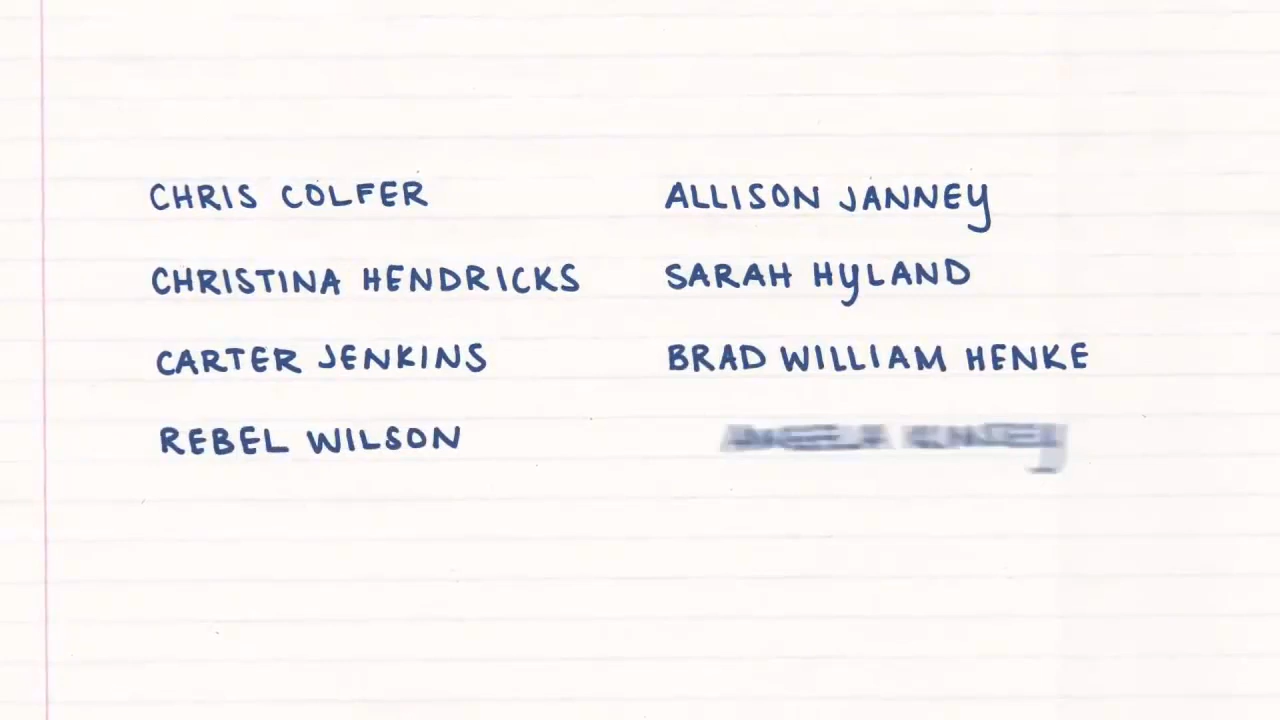 CHRIS COLFER
CHRISTINA HENDRICKS
CARTER JENKINS
REBEL WILSON
ALLISON JANNEY
SARAH HYLAND
BRAD WILLIAM HENKE